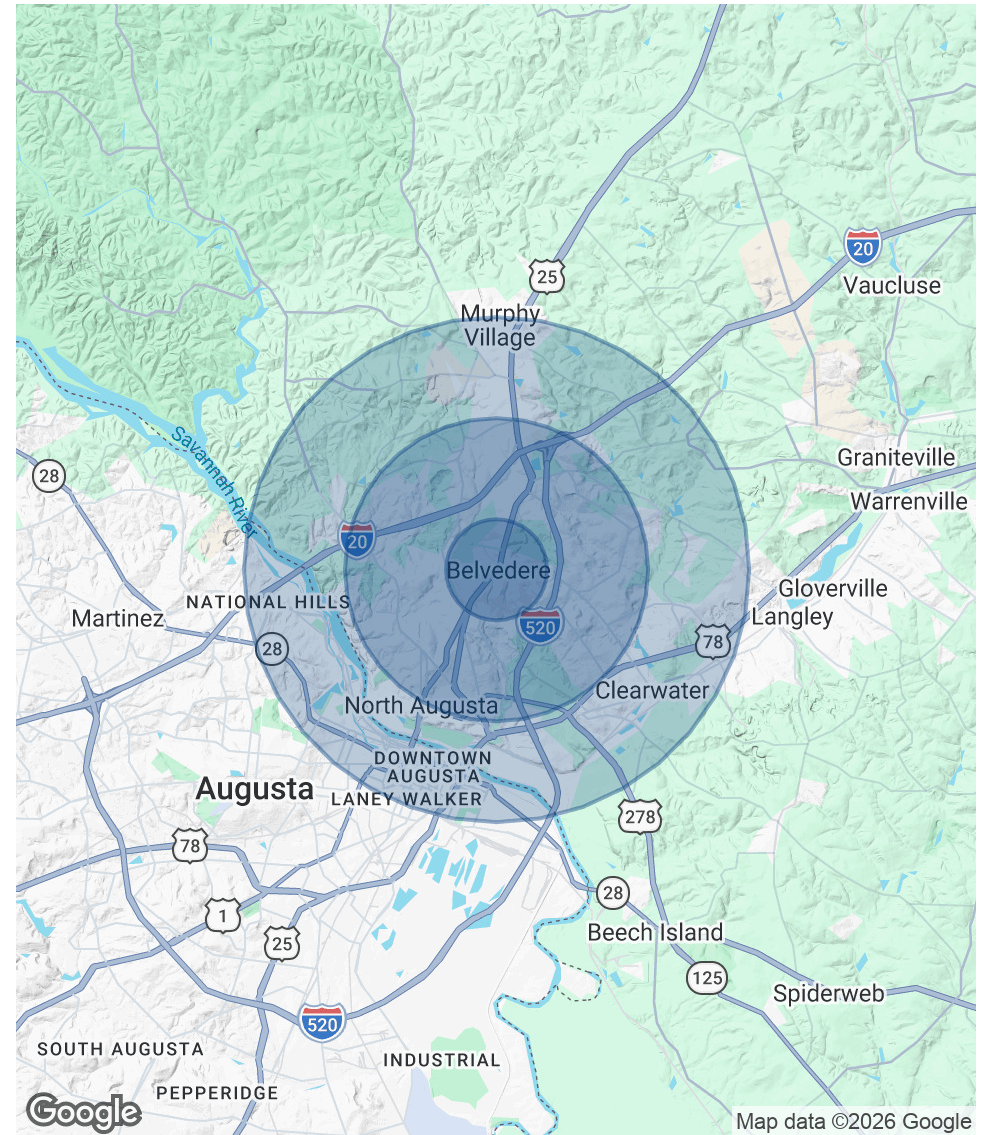 25
20
Vaucluse
Murphy
Village
Savannah River
28
Graniteville
Warrenville
20
Belvedere
NATIONAL HILLS
Martinez
Gloverville
Langley
520
28
78
Clearwater
North Augusta
DOWNTOWN
AUGUSTA
Augusta
LANEY WALKER
278
78
28
1
25
Beech Island
125
Spiderweb
520
SOUTH AUGUSTA
INDUSTRIAL
PEPPERIDGE
Google
Map data ©2026 Google